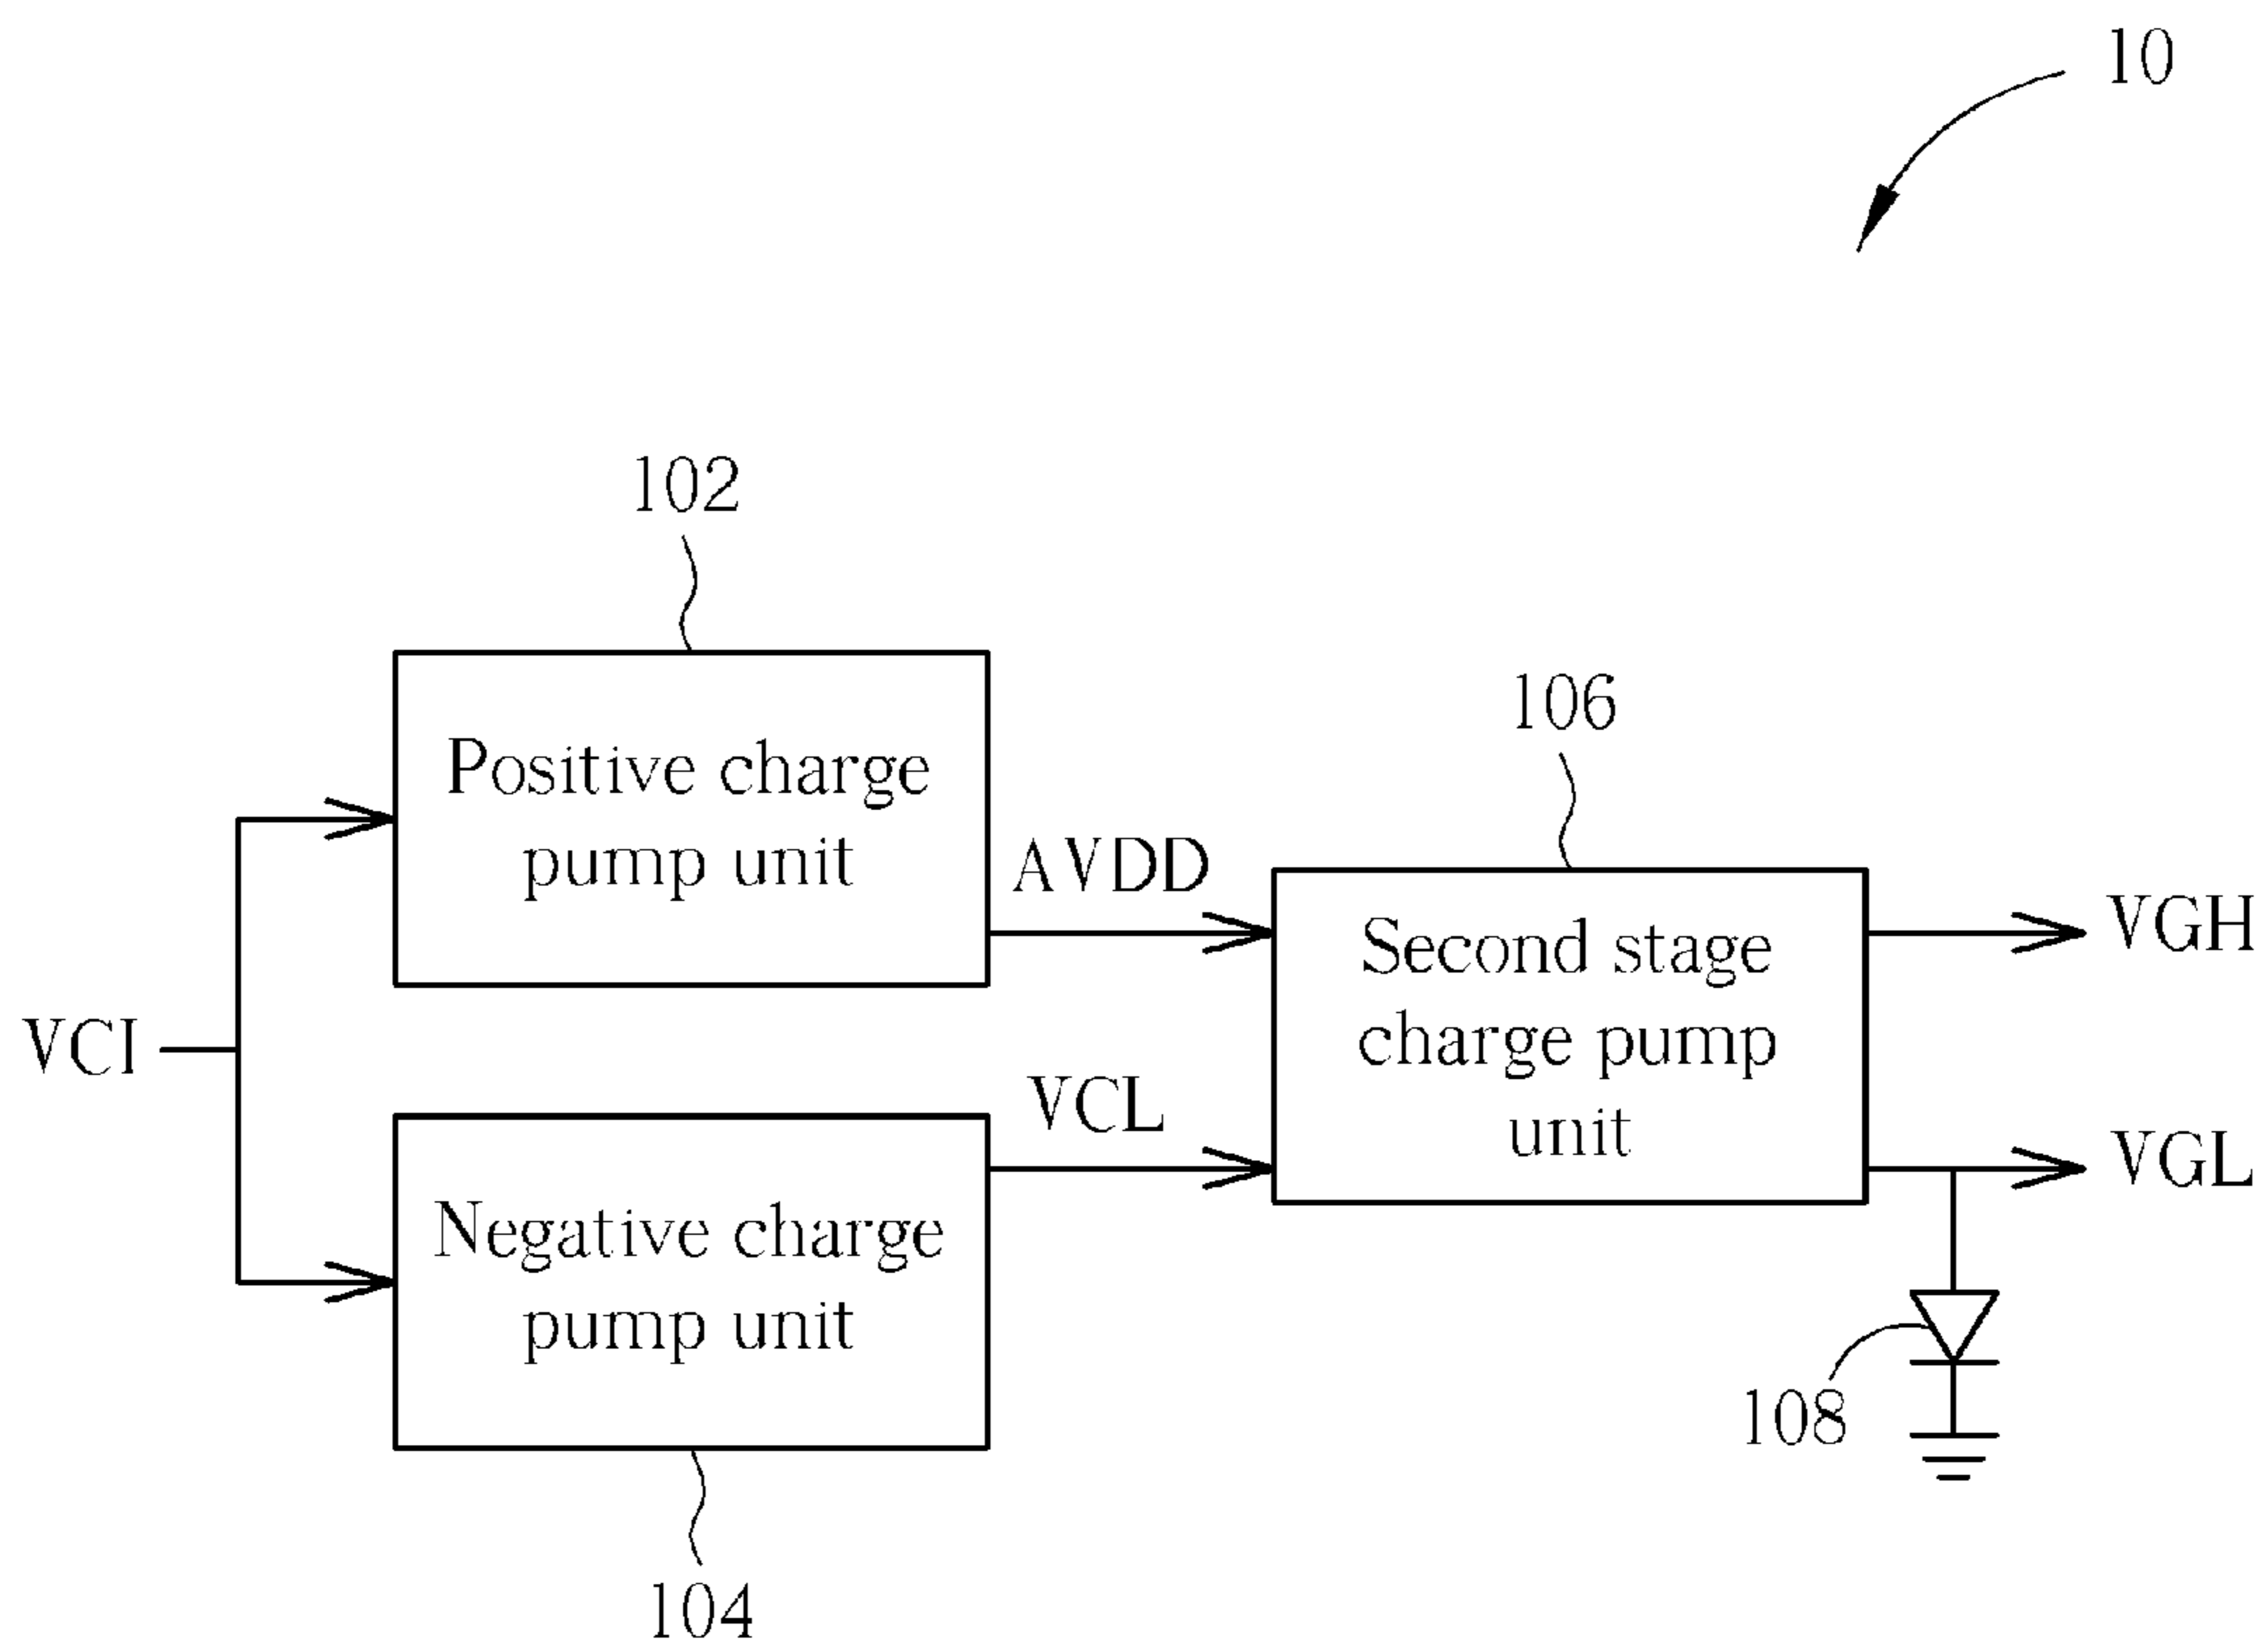 10
102
Positive charge
pump unit
106
AVDD
Second stage
charge pump
unit
VGH
VCI
VCL
VGL
Negative charge
pump unit
108
104